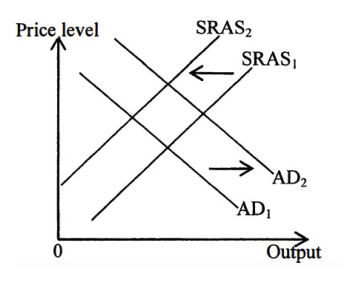 Price level
SRAS₂
SRAS₁
AD₂
AD₁
0
Output